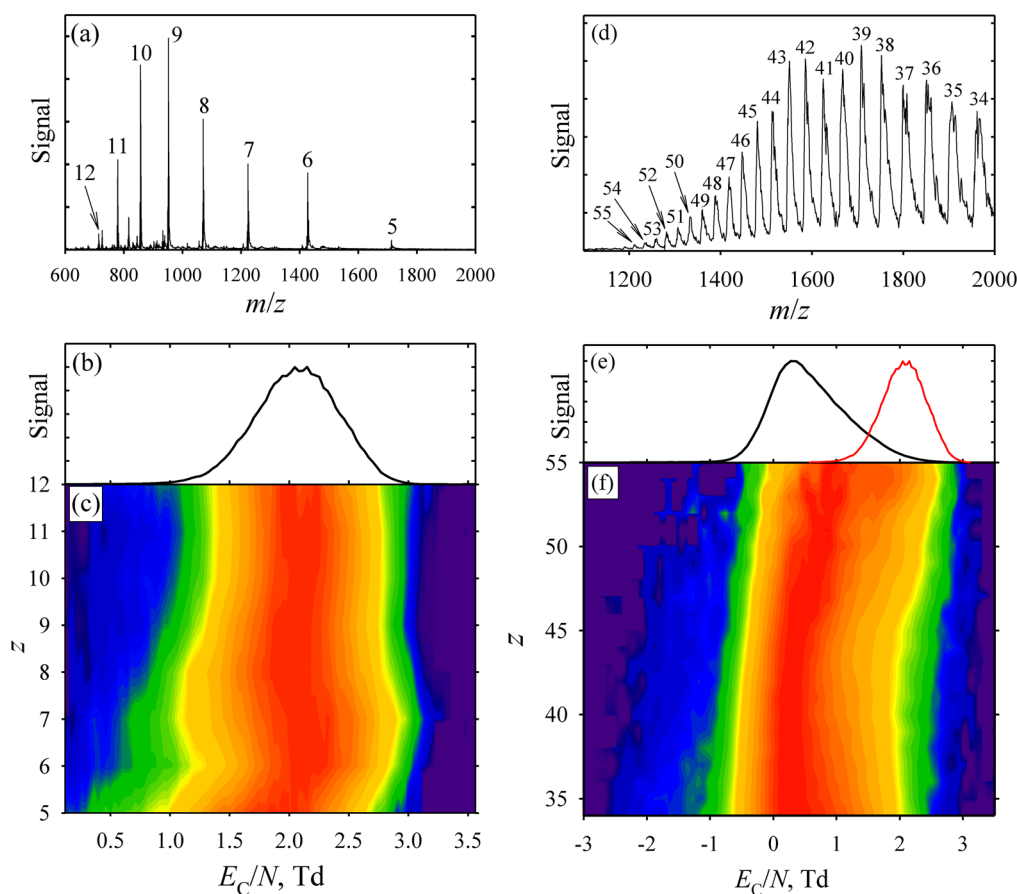 (a)
Signal
12
11
10
9
8
7
6
5
600 800 1000 1200 1400 1600 1800 2000
m/z
(d)
Signal
55
54
53
52
51
50
49
48
47
46
45
44
43
42
41
40
39
38
37
36
35
34
1200 1400 1600 1800 2000
m/z
(b)
Signal
(c)
z
12
11
10
9
8
7
6
5
0.5 1.0 1.5 2.0 2.5 3.0 3.5
E_C/N, Td
(e)
Signal
(f)
z
55
50
45
40
35
-3 -2 -1 0 1 2 3
E_C/N, Td